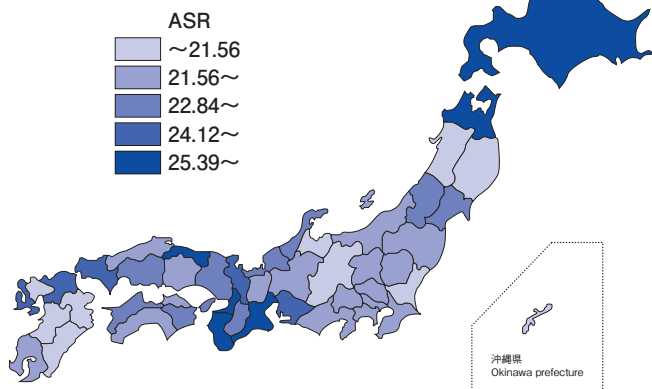 ASR
～21.56
21.56～
22.84～
24.12～
25.39～
沖縄県
Okinawa prefecture